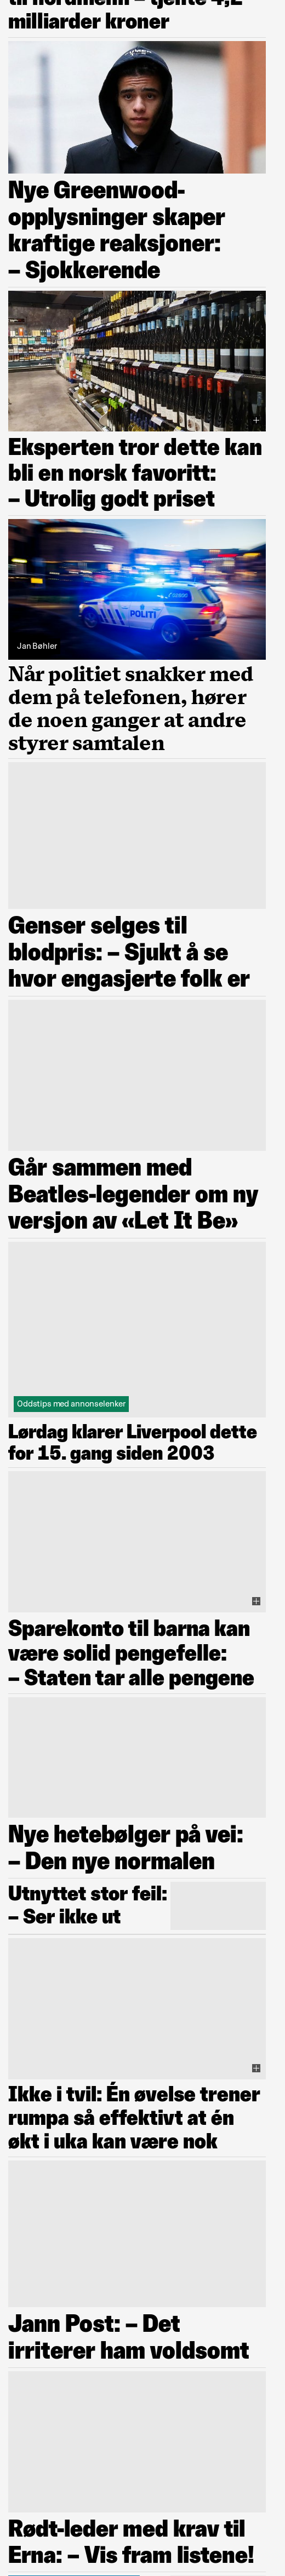 milliarder kroner
Nye Greenwood-
opplysninger skaper
kraftige reaksjoner:
– Sjokkerende
Eksperten tror dette kan
bli en norsk favoritt:
– Utrolig godt priset
POLITI
Jan Bøhler
Når politiet snakker med
dem på telefonen, hører
de noen ganger at andre
styrer samtalen
Genser selges til
blodpris: – Sjukt å se
hvor engasjerte folk er
Går sammen med
Beatles-legender om ny
versjon av «Let It Be»
Oddstips med annonselenker
Lørdag klarer Liverpool dette
for 15. gang siden 2003
Sparekonto til barna kan
være solid pengefelle:
– Staten tar alle pengene
Nye hetebølger på vei:
– Den nye normalen
Utnyttet stor feil:
– Ser ikke ut
Ikke i tvil: Én øvelse trener
rumpa så effektivt at én
økt i uka kan være nok
Jann Post: – Det
irriterer ham voldsomt
Rødt-leder med krav til
Erna: – Vis fram listene!